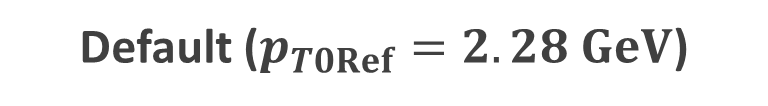 Default (pT0Ref = 2.28 GeV)